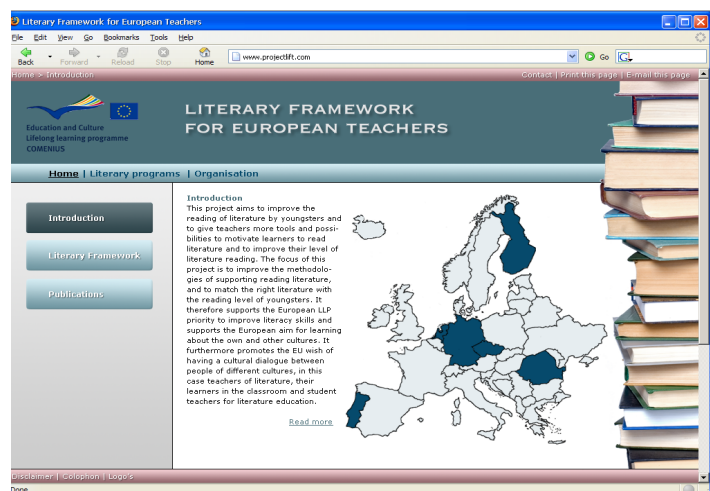 Literary Framework for European Teachers
File Edit View Go Bookmarks Tools Help
Back Forward Reload Stop Home www.projectlift.com Go
Home > Introduction Contact | Print this page | E-mail this page
Education and Culture
Lifelong learning programme
COMENIUS
LITERARY FRAMEWORK
FOR EUROPEAN TEACHERS
Home | Literary programs | Organisation
Introduction
Literary Framework
Publications
Introduction
This project aims to improve the
reading of literature by youngsters and
to give teachers more tools and possi-
bilities to motivate learners to read
literature and to improve their level of
literature reading. The focus of this
project is to improve the methodolo-
gies of supporting reading literature,
and to match the right literature with
the reading level of youngsters. It
therefore supports the European LLP
priority to improve literacy skills and
supports the European aim for learning
about the own and other cultures. It
furthermore promotes the EU wish of
having a cultural dialogue between
people of different cultures, in this
case teachers of literature, their
learners in the classroom and student
teachers for literature education.
Read more
Disclaimer | Colophon | Logo's
Done